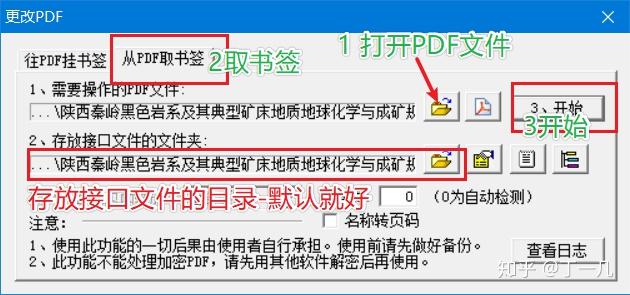 更改PDF
往PDF挂书签
从PDF取书签
2取书签
1 打开PDF文件
1、需要操作的PDF文件:
...\陕西秦岭黑色岩系及其典型矿床地质地球化学与成矿规
3、开始
3开始
2、存放接口文件的文件夹:
...\陕西秦岭黑色岩系及其典型矿床地质地球化学与成矿规
存放接口文件的目录-默认就好
0
(0为自动检测)
注意:
名称转页码
1、使用此功能的一切后果由使用者自行承担。使用前请先做好备份。
2、此功能不能处理加密PDF，请先用其他软件解密后再使用。
查看日志
知乎 @丁一几